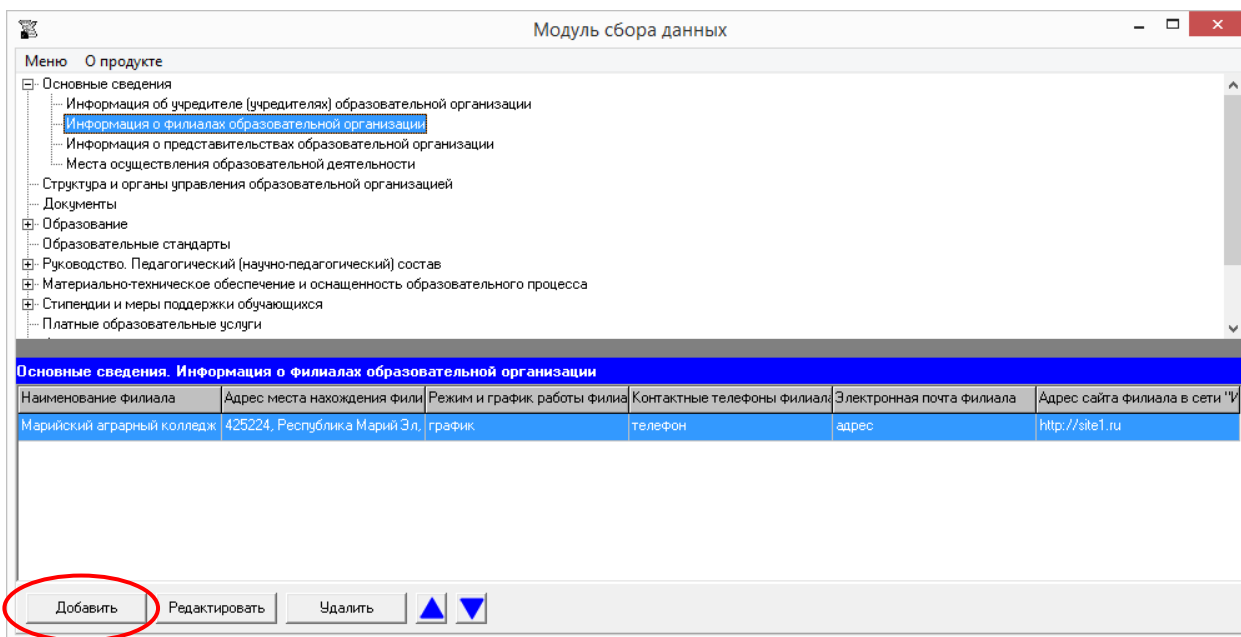 Модуль сбора данных
Меню О продукте
Основные сведения
Информация об учредителе (учредителях) образовательной организации
Информация о филиалах образовательной организации
Информация о представительствах образовательной организации
Места осуществления образовательной деятельности
Структура и органы управления образовательной организацией
Документы
Образование
Образовательные стандарты
Руководство. Педагогический (научно-педагогический) состав
Материально-техническое обеспечение и оснащенность образовательного процесса
Стипендии и меры поддержки обучающихся
Платные образовательные услуги
Основные сведения. Информация о филиалах образовательной организации
Наименование филиала Адрес места нахождения фили Режим и график работы филиа Контактные телефоны филиала Электронная почта филиала Адрес сайта филиала в сети "И
Марийский аграрный колледж 425224, Республика Марий Эл, график телефон адрес http://site1.ru
Добавить Редактировать Удалить